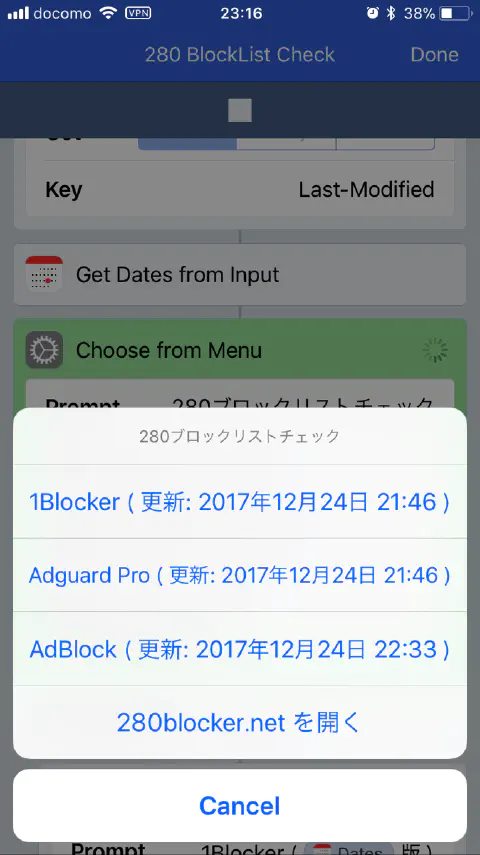 docomo VPN 23:16 38%
280 BlockList Check Done
Key Last-Modified
Get Dates from Input
Choose from Menu
Prompt 280ブロックリストチェック
280ブロックリストチェック
1Blocker ( 更新: 2017年12月24日 21:46 )
Adguard Pro ( 更新: 2017年12月24日 21:46 )
AdBlock ( 更新: 2017年12月24日 22:33 )
280blocker.net を開く
Cancel
Prompt 1Blocker ( Dates 版 )